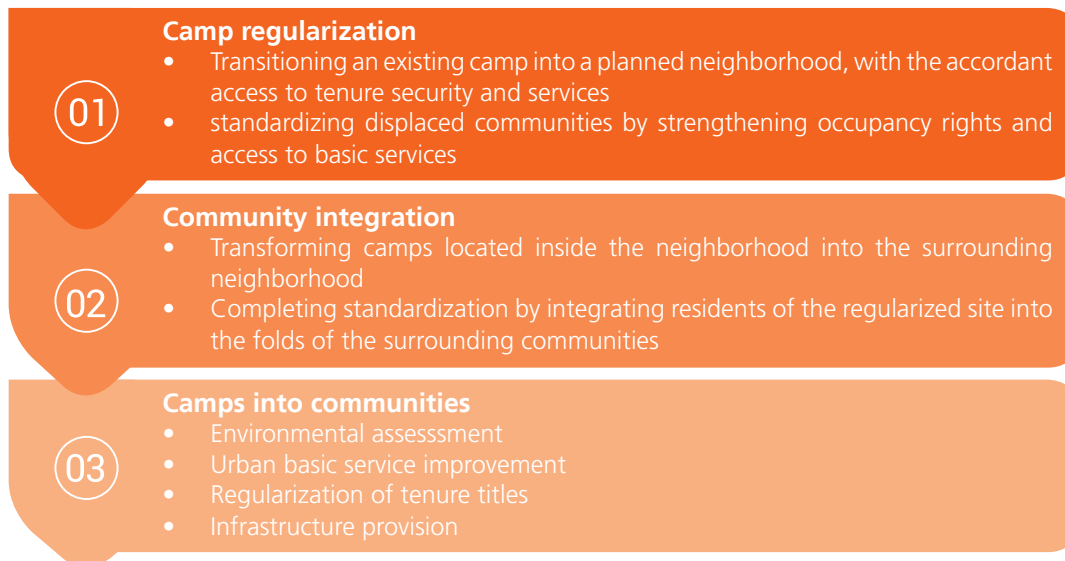 Camp regularization
01
• Transitioning an existing camp into a planned neighborhood, with the accordant
access to tenure security and services
• standardizing displaced communities by strengthening occupancy rights and
access to basic services
Community integration
02
• Transforming camps located inside the neighborhood into the surrounding
neighborhood
• Completing standardization by integrating residents of the regularized site into
the folds of the surrounding communities
Camps into communities
03
• Environmental assesssment
• Urban basic service improvement
• Regularization of tenure titles
• Infrastructure provision